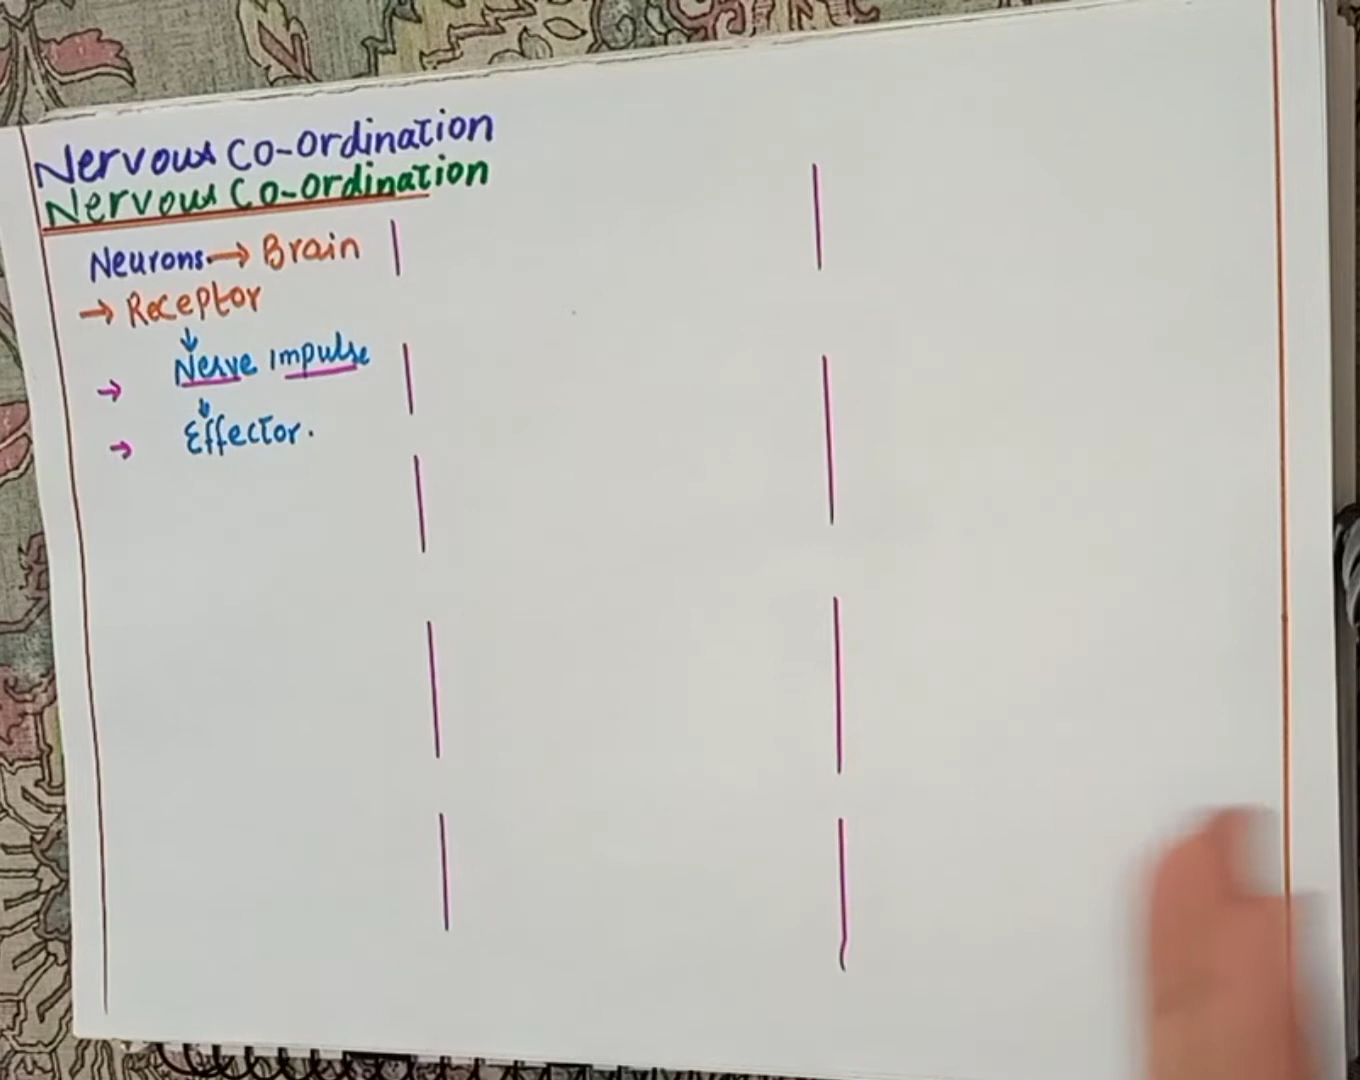 Nervous Co-ordination
Nervous Co-ordination
Neurons → Brain
→ Receptor
↓
→ Nerve impulse
↓
→ Effector.